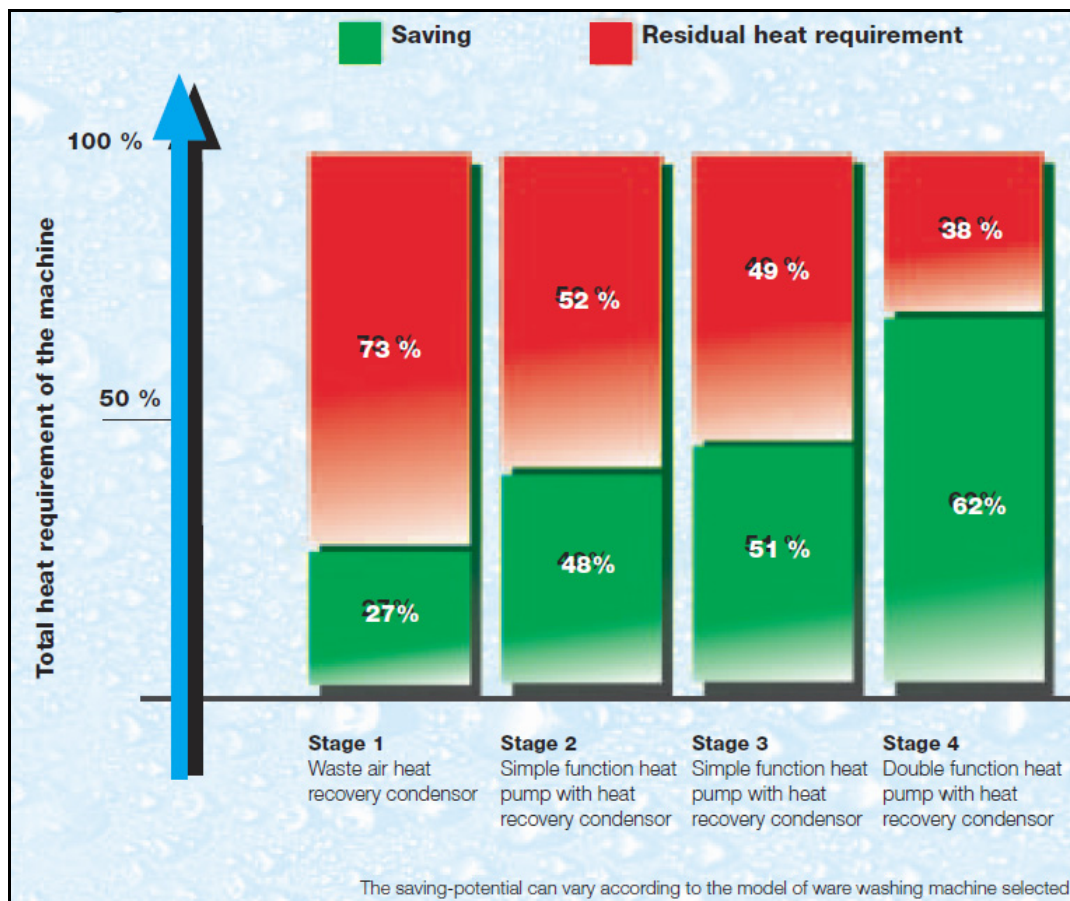 Saving
Residual heat requirement
Total heat requirement of the machine
100 %
50 %
73 %
27%
52 %
48%
49 %
51 %
38 %
62%
Stage 1
Waste air heat
recovery condensor
Stage 2
Simple function heat
pump with heat
recovery condensor
Stage 3
Simple function heat
pump with heat
recovery condensor
Stage 4
Double function heat
pump with heat
recovery condensor
The saving-potential can vary according to the model of ware washing machine selected